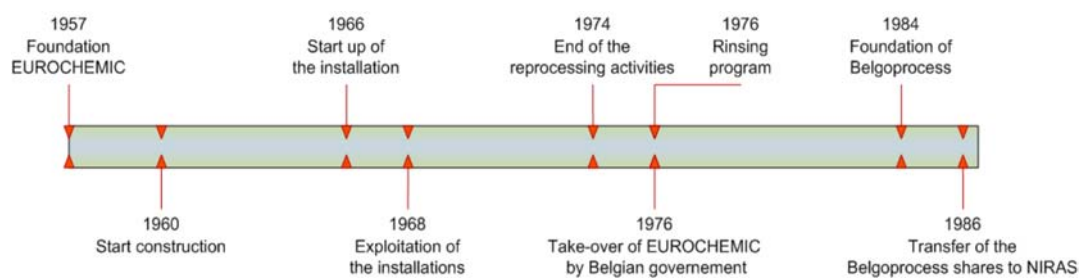 1957
Foundation
EUROCHEMIC
1966
Start up of
the installation
1974
End of the
reprocessing activities
1976
Rinsing
program
1984
Foundation of
Belgoprocess
1960
Start construction
1968
Exploitation of
the installations
1976
Take-over of EUROCHEMIC
by Belgian governement
1986
Transfer of the
Belgoprocess shares to NIRAS